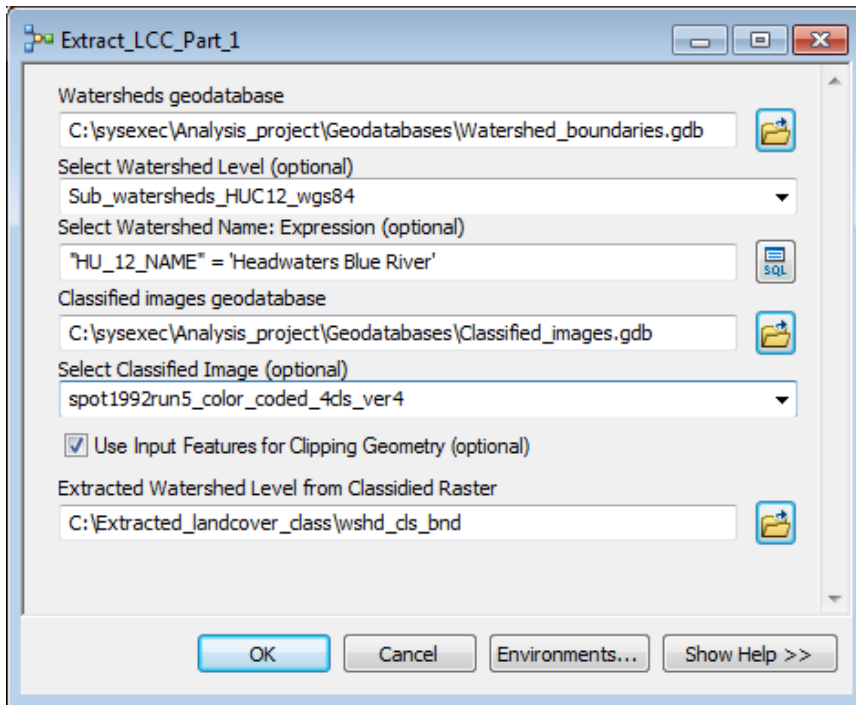 Extract_LCC_Part_1
Watersheds geodatabase
C:\sysexec\Analysis_project\Geodatabases\Watershed_boundaries.gdb
Select Watershed Level (optional)
Sub_watersheds_HUC12_wgs84
Select Watershed Name: Expression (optional)
"HU_12_NAME" = 'Headwaters Blue River'
SQL
Classified images geodatabase
C:\sysexec\Analysis_project\Geodatabases\Classified_images.gdb
Select Classified Image (optional)
spot1992run5_color_coded_4cls_ver4
Use Input Features for Clipping Geometry (optional)
Extracted Watershed Level from Classidied Raster
C:\Extracted_landcover_class\wshd_cls_bnd
OK Cancel Environments... Show Help >>